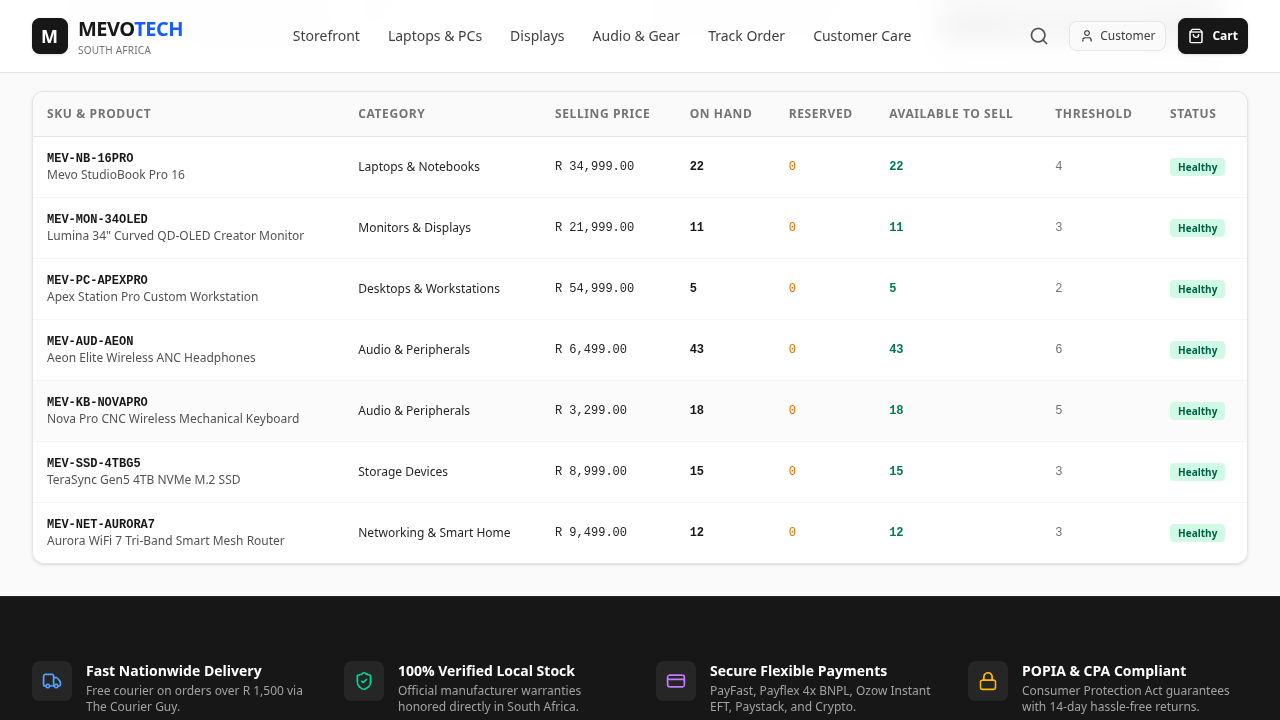 M
MEVOTECH
SOUTH AFRICA
Storefront
Laptops & PCs
Displays
Audio & Gear
Track Order
Customer Care
Customer
Cart
SKU & PRODUCT CATEGORY SELLING PRICE ON HAND RESERVED AVAILABLE TO SELL THRESHOLD STATUS
MEV-NB-16PRO
Mevo StudioBook Pro 16
Laptops & Notebooks R 34,999.00 22 0 22 4 Healthy
MEV-MON-34OLED
Lumina 34" Curved QD-OLED Creator Monitor
Monitors & Displays R 21,999.00 11 0 11 3 Healthy
MEV-PC-APEXPRO
Apex Station Pro Custom Workstation
Desktops & Workstations R 54,999.00 5 0 5 2 Healthy
MEV-AUD-AEON
Aeon Elite Wireless ANC Headphones
Audio & Peripherals R 6,499.00 43 0 43 6 Healthy
MEV-KB-NOVAPRO
Nova Pro CNC Wireless Mechanical Keyboard
Audio & Peripherals R 3,299.00 18 0 18 5 Healthy
MEV-SSD-4TBG5
TeraSync Gen5 4TB NVMe M.2 SSD
Storage Devices R 8,999.00 15 0 15 3 Healthy
MEV-NET-AURORA7
Aurora WiFi 7 Tri-Band Smart Mesh Router
Networking & Smart Home R 9,499.00 12 0 12 3 Healthy
Fast Nationwide Delivery
Free courier on orders over R 1,500 via
The Courier Guy.
100% Verified Local Stock
Official manufacturer warranties
honored directly in South Africa.
Secure Flexible Payments
PayFast, Payflex 4x BNPL, Ozow Instant
EFT, Paystack, and Crypto.
POPIA & CPA Compliant
Consumer Protection Act guarantees
with 14-day hassle-free returns.